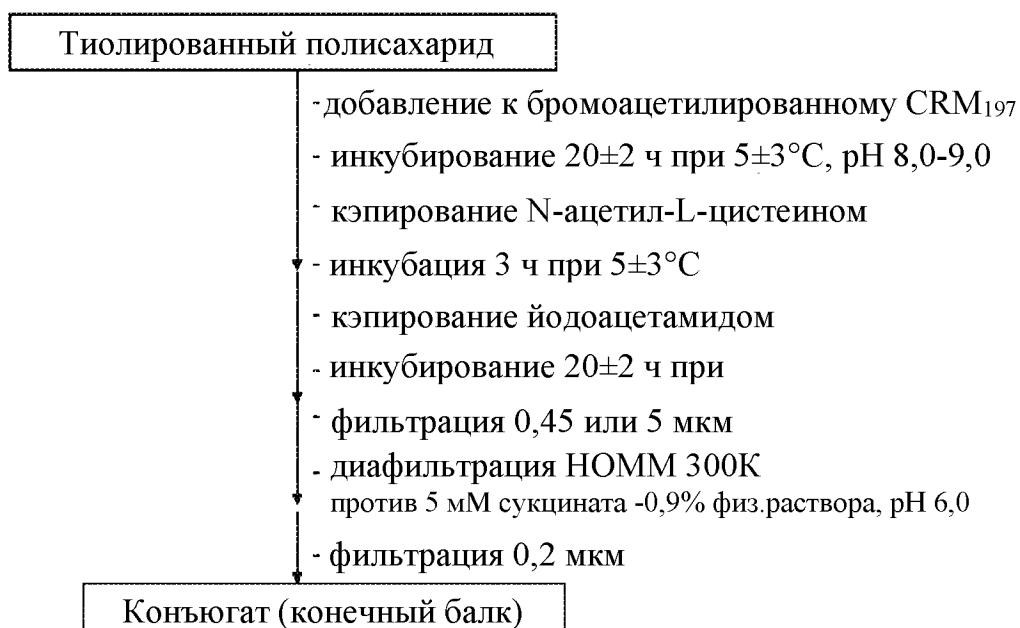 Тиолированный полисахарид
-добавление к бромоацетилированному CRM₁₉₇
- инкубирование 20±2 ч при 5±3°C, pH 8,0-9,0
- кэпирование N-ацетил-L-цистеином
- инкубация 3 ч при 5±3°C
- кэпирование йодоацетамидом
- инкубирование 20±2 ч при
- фильтрация 0,45 или 5 мкм
- диафильтрация НОММ 300К
против 5 мМ сукцината -0,9% физ.раствора, pH 6,0
- фильтрация 0,2 мкм
Конъюгат (конечный балк)